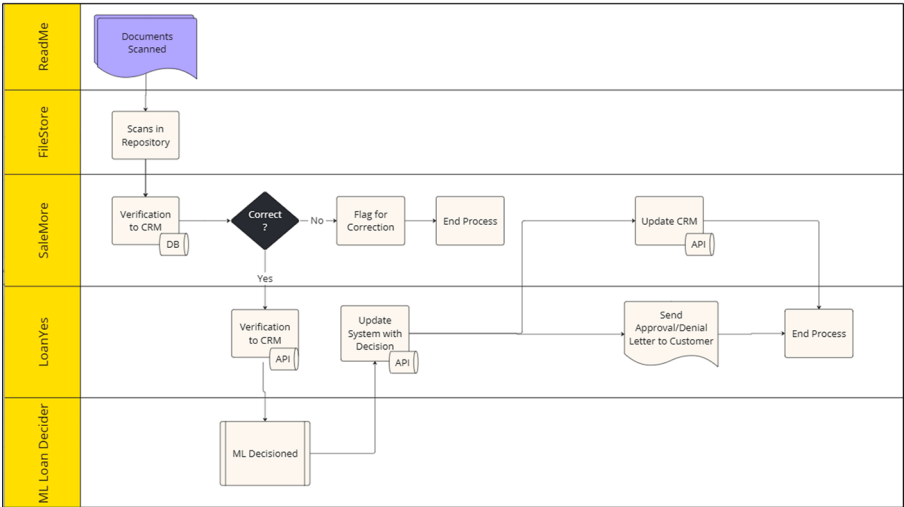 ReadMe
Documents
Scanned
FileStore
Scans in
Repository
SaleMore
Verification
to CRM
DB
Correct
?
No
Flag for
Correction
End Process
Update CRM
API
Yes
LoanYes
Verification
to CRM
API
Update
System with
Decision
API
Send
Approval/Denial
Letter to Customer
End Process
ML Loan Decider
ML Decisioned